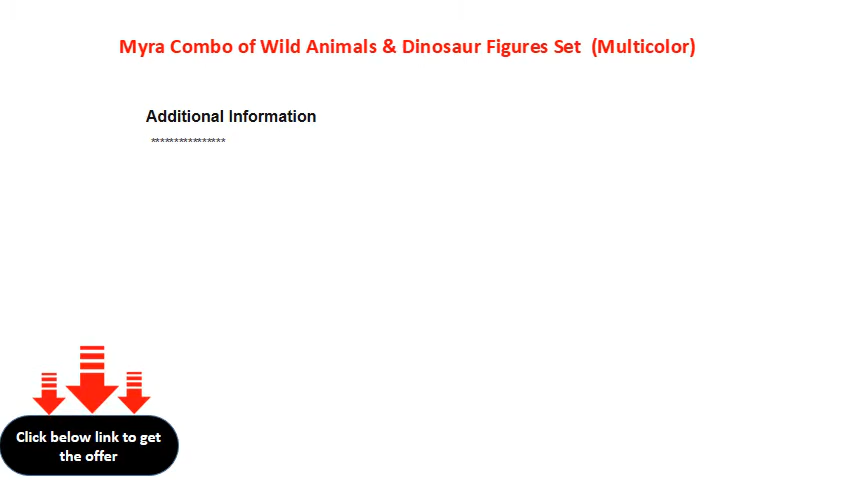 Myra Combo of Wild Animals & Dinosaur Figures Set  (Multicolor)
Additional Information
****************
Click below link to get
the offer